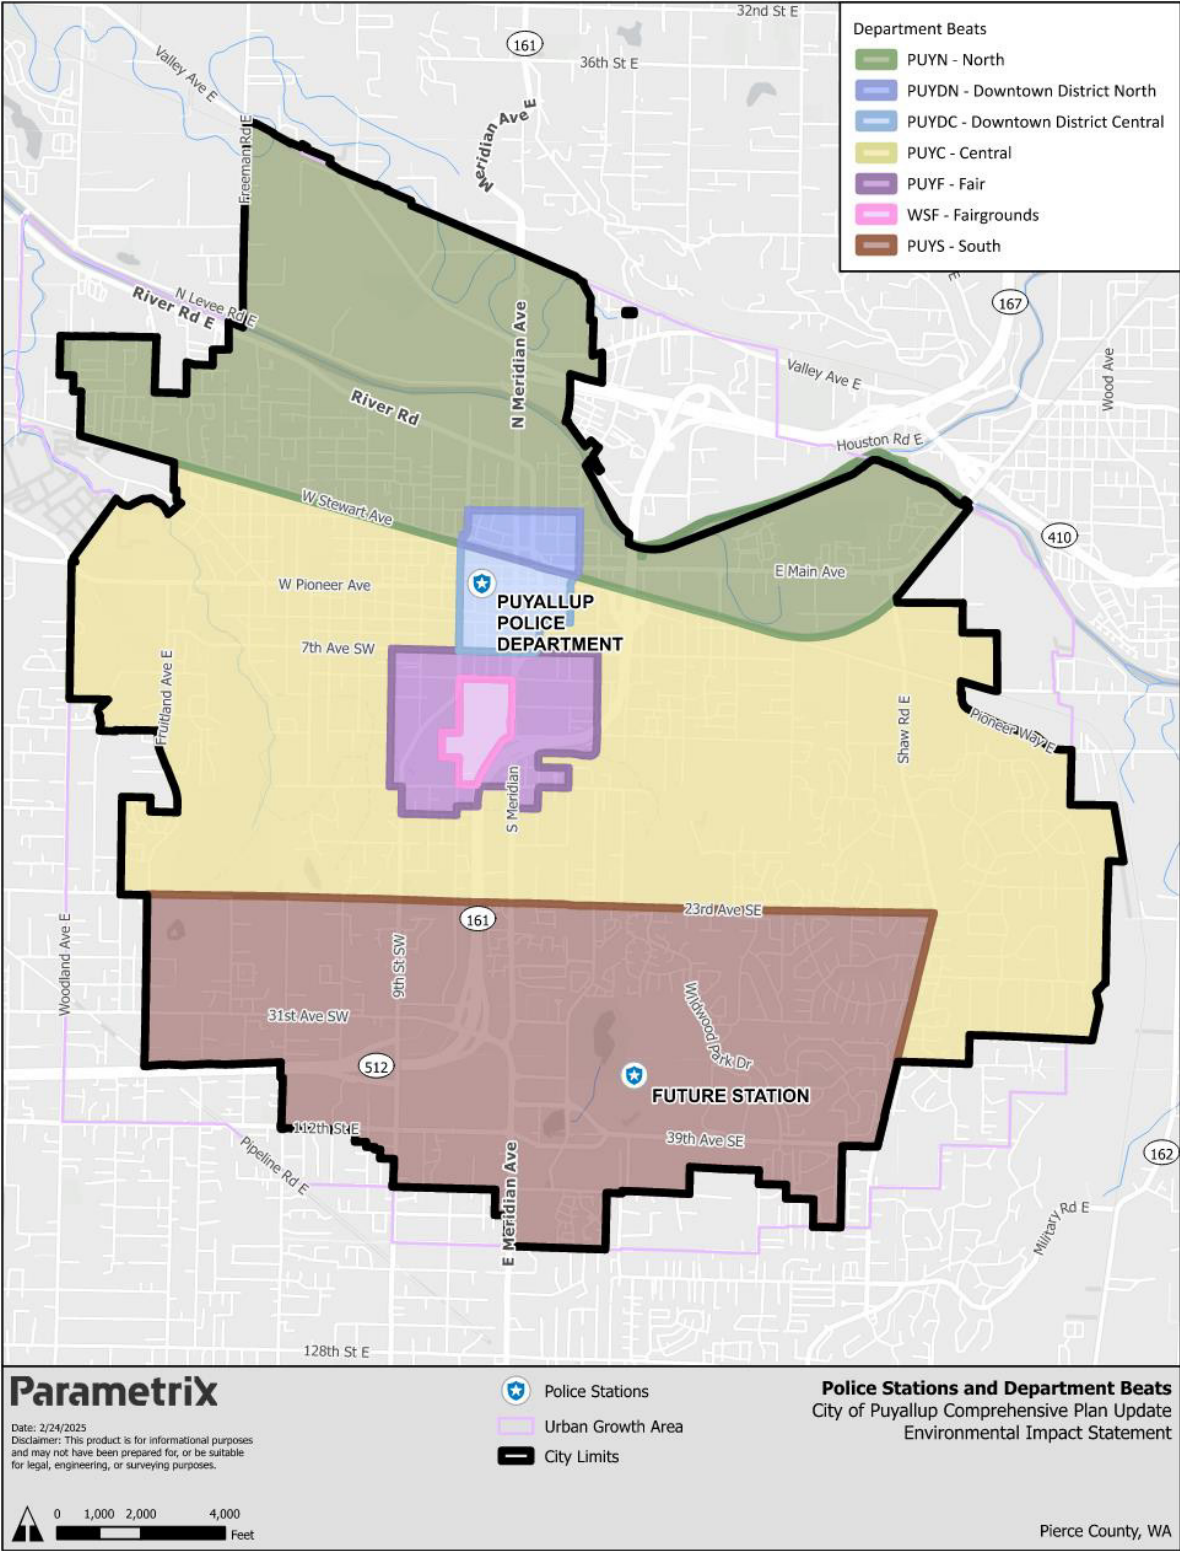 32nd St E
161
36th St E
Valley Ave E
Meridian Ave E
Freeman Rd E
Department Beats
PUYN - North
PUYDN - Downtown District North
PUYDC - Downtown District Central
PUYC - Central
PUYF - Fair
WSF - Fairgrounds
PUYS - South
E
167
N Levee Rd E
River Rd E
N Meridian Ave
Valley Ave E
Wood Ave
River Rd
Houston Rd E
W Stewart Ave
410
E Main Ave
W Pioneer Ave
PUYALLUP
POLICE
DEPARTMENT
7th Ave SW
Fruitland Ave E
Shaw Rd E
Pioneer Way E
S Meridian
161
23rd Ave SE
Woodland Ave E
9th St SW
31st Ave SW
Wildwood Park Dr
512
FUTURE STATION
112th St E
39th Ave SE
Pipeline Rd E
E Meridian Ave
162
Military Rd E
128th St E
Parametrix
Date: 2/24/2025
Disclaimer: This product is for informational purposes
and may not have been prepared for, or be suitable
for legal, engineering, or surveying purposes.
0 1,000 2,000 4,000
Feet
Police Stations
Urban Growth Area
City Limits
Police Stations and Department Beats
City of Puyallup Comprehensive Plan Update
Environmental Impact Statement
Pierce County, WA